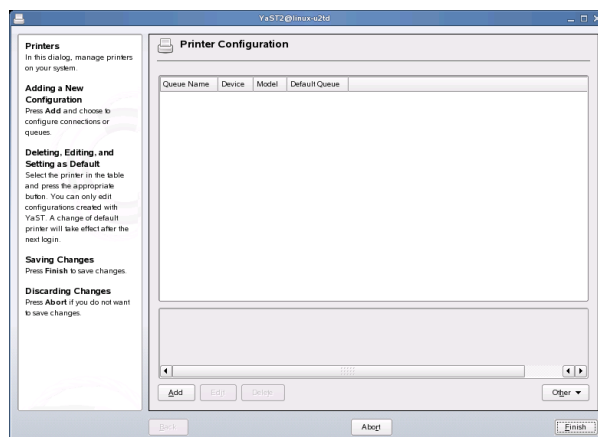 YaST2@linux-u2td
Printers
In this dialog, manage printers
on your system.
Adding a New
Configuration
Press Add and choose to
configure connections or
queues.
Deleting, Editing, and
Setting as Default
Select the printer in the table
and press the appropriate
button. You can only edit
configurations created with
YaST. A change of default
printer will take effect after the
next login.
Saving Changes
Press Finish to save changes.
Discarding Changes
Press Abort if you do not want
to save changes.
Printer Configuration
Queue Name Device Model Default Queue
Add Edit Delete Other
Back Abort Finish